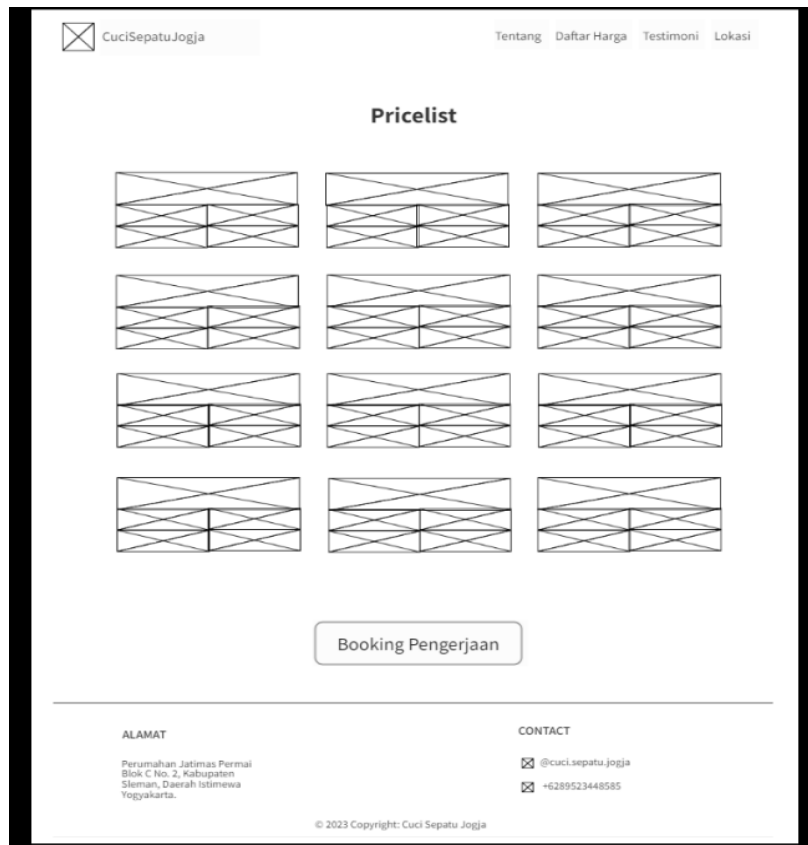 CuciSepatuJogja
Tentang Daftar Harga Testimoni Lokasi
Pricelist
Booking Pengerjaan
ALAMAT
Perumahan Jatimas Permai
Blok C No. 2, Kabupaten
Sleman, Daerah Istimewa
Yogyakarta.
CONTACT
@cuci.sepatu.jogja
+6289523448585
© 2023 Copyright: Cuci Sepatu Jogja